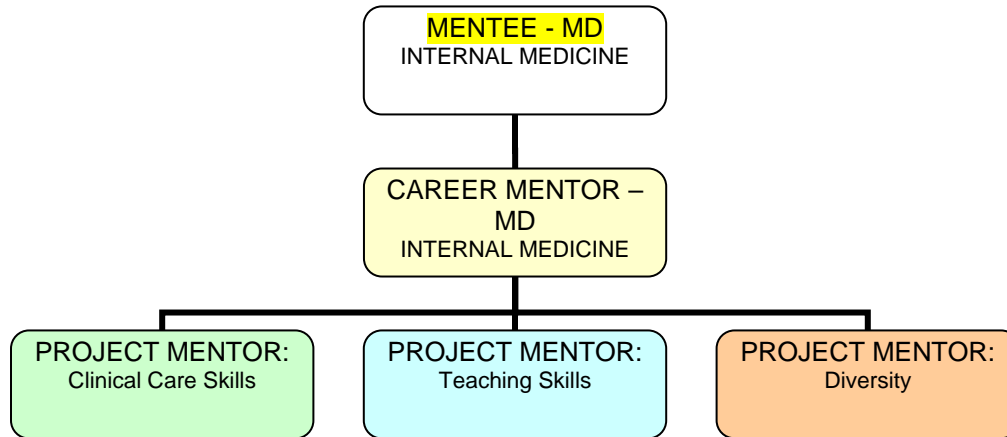 MENTEE - MD
INTERNAL MEDICINE
CAREER MENTOR –
MD
INTERNAL MEDICINE
PROJECT MENTOR:
Clinical Care Skills
PROJECT MENTOR:
Teaching Skills
PROJECT MENTOR:
Diversity